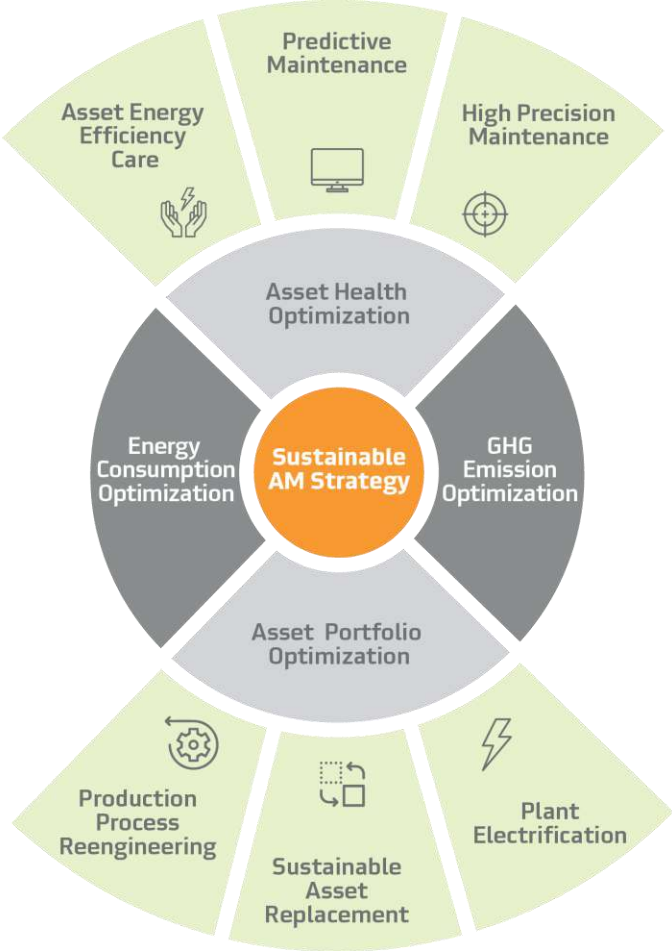 Predictive
Maintenance
Asset Energy
Efficiency
Care
High Precision
Maintenance
Asset Health
Optimization
Energy
Consumption
Optimization
Sustainable
AM Strategy
GHG
Emission
Optimization
Asset Portfolio
Optimization
Production
Process
Reengineering
Sustainable
Asset
Replacement
Plant
Electrification